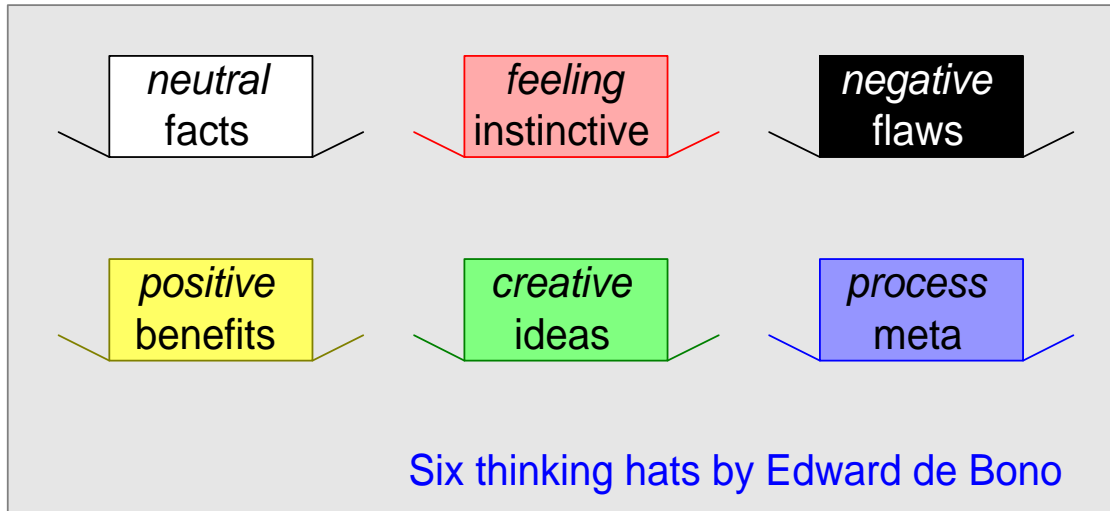 neutral
facts
feeling
instinctive
negative
flaws
positive
benefits
creative
ideas
process
meta
Six thinking hats by Edward de Bono